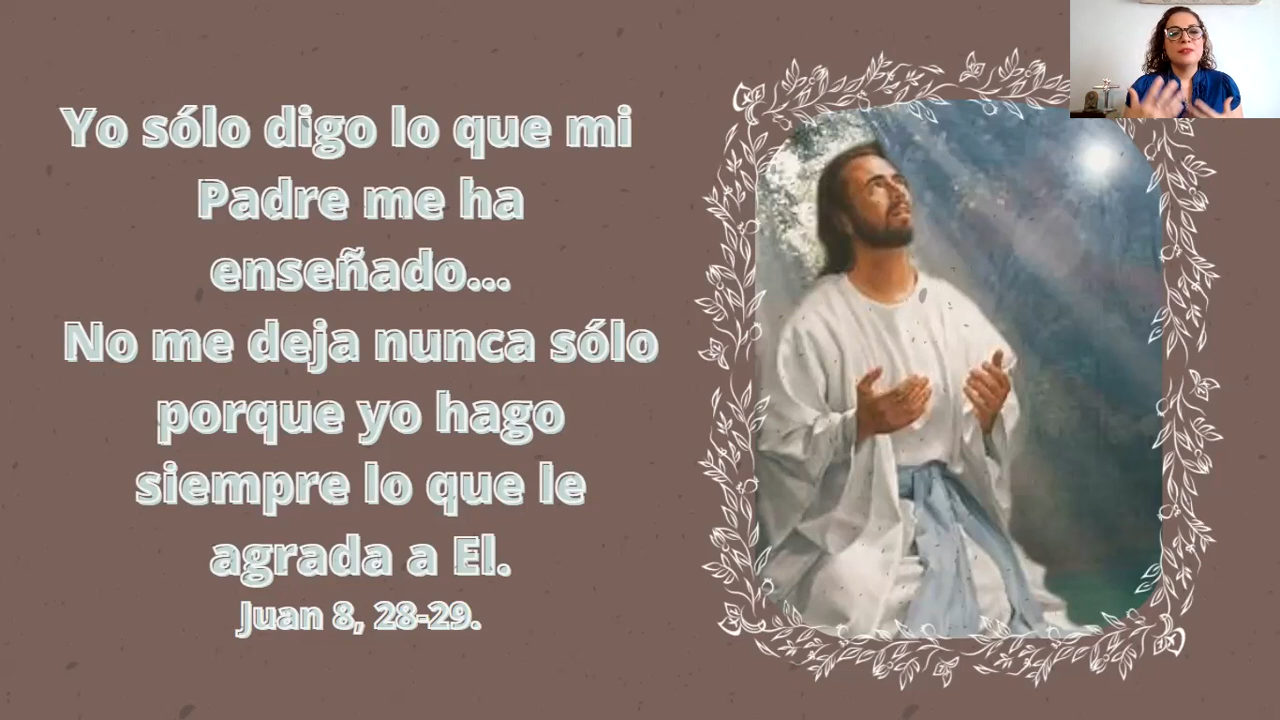 Yo sólo digo lo que mi
Padre me ha
enseñado...
No me deja nunca sólo
porque yo hago
siempre lo que le
agrada a El.
Juan 8, 28-29.